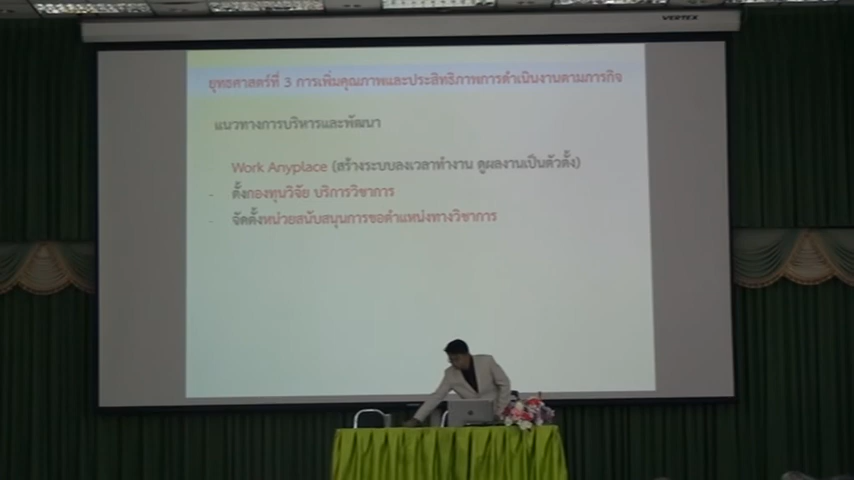 VERTEX
ยุทธศาสตร์ที่ 3 การเพิ่มคุณภาพและประสิทธิภาพการดำเนินงานตามภารกิจ
แนวทางการบริหารและพัฒนา
Work Anyplace (สร้างระบบลงเวลาทำงาน ดูผลงานเป็นตัวตั้ง)
- ตั้งกองทุนวิจัย บริการวิชาการ
- จัดตั้งหน่วยสนับสนุนการขอตำแหน่งทางวิชาการ